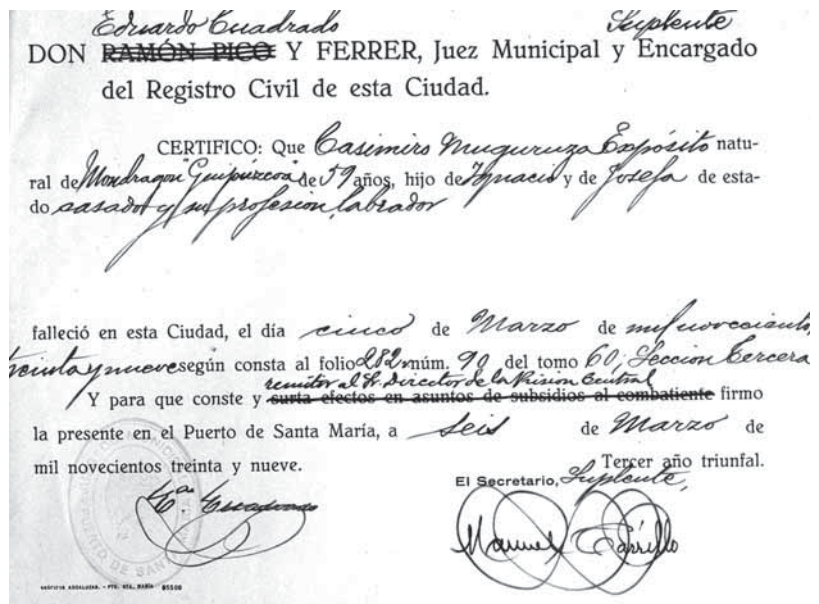 Eduardo Cuadrado Suplente
DON RAMÓN PICO Y FERRER, Juez Municipal y Encargado
del Registro Civil de esta Ciudad.
CERTIFICO: Que Casimiro Muguruza Expósito natu-
ral de Mondragon "Guipúzcoa" de 59 años, hijo de Ignacio y de Josefa de esta-
do casado y su profesion, labrador
falleció en esta Ciudad, el día cinco de Marzo de mil novecientos
treinta y nueve según consta al folio 282 núm. 90 del tomo 60, Seccion tercera
remitir al Sr. Director de la Prision Central
Y para que conste y surta efectos en asuntos de subsidios al combatiente firmo
la presente en el Puerto de Santa María, a seis de Marzo de
mil novecientos treinta y nueve. Tercer año triunfal.
El Secretario, Suplente,
Eº Cuadrado
Manuel Carrillo
DE SANTA